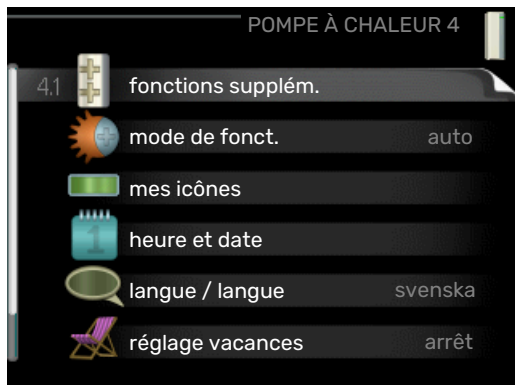 POMPE À CHALEUR 4
4.1 fonctions supplém.
mode de fonct. auto
mes icônes
1 heure et date
langue / langue svenska
réglage vacances arrêt